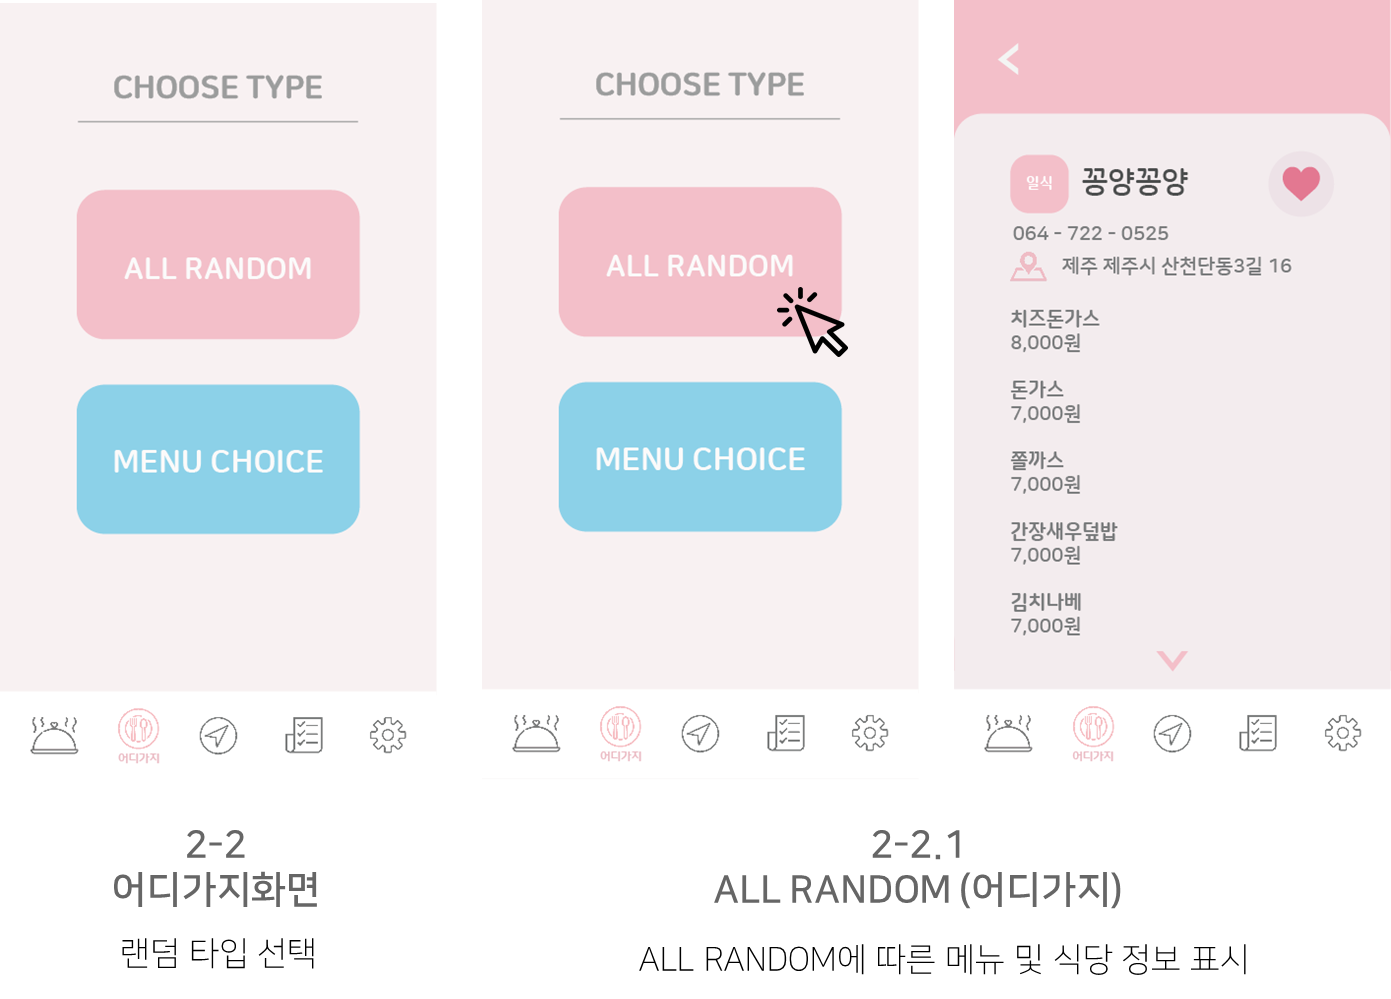 CHOOSE TYPE
ALL RANDOM
MENU CHOICE
어디가지
2-2
어디가지화면
랜덤 타입 선택
CHOOSE TYPE
ALL RANDOM
MENU CHOICE
어디가지
일식
꽁양꽁양
064 - 722 - 0525
제주 제주시 산천단동3길 16
치즈돈가스
8,000원
돈가스
7,000원
쫄까스
7,000원
간장새우덮밥
7,000원
김치나베
7,000원
어디가지
2-2.1
ALL RANDOM (어디가지)
ALL RANDOM에 따른 메뉴 및 식당 정보 표시